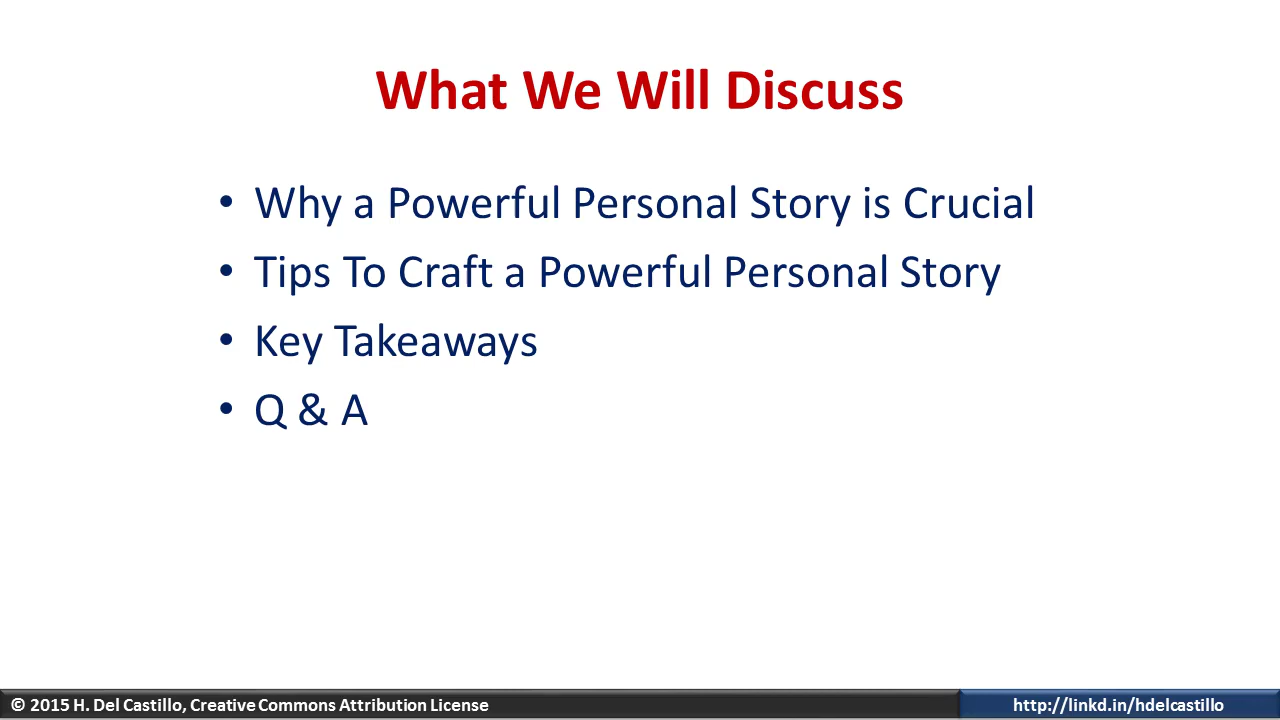 What We Will Discuss
• Why a Powerful Personal Story is Crucial
• Tips To Craft a Powerful Personal Story
• Key Takeaways
• Q & A
© 2015 H. Del Castillo, Creative Commons Attribution License
http://linkd.in/hdelcastillo